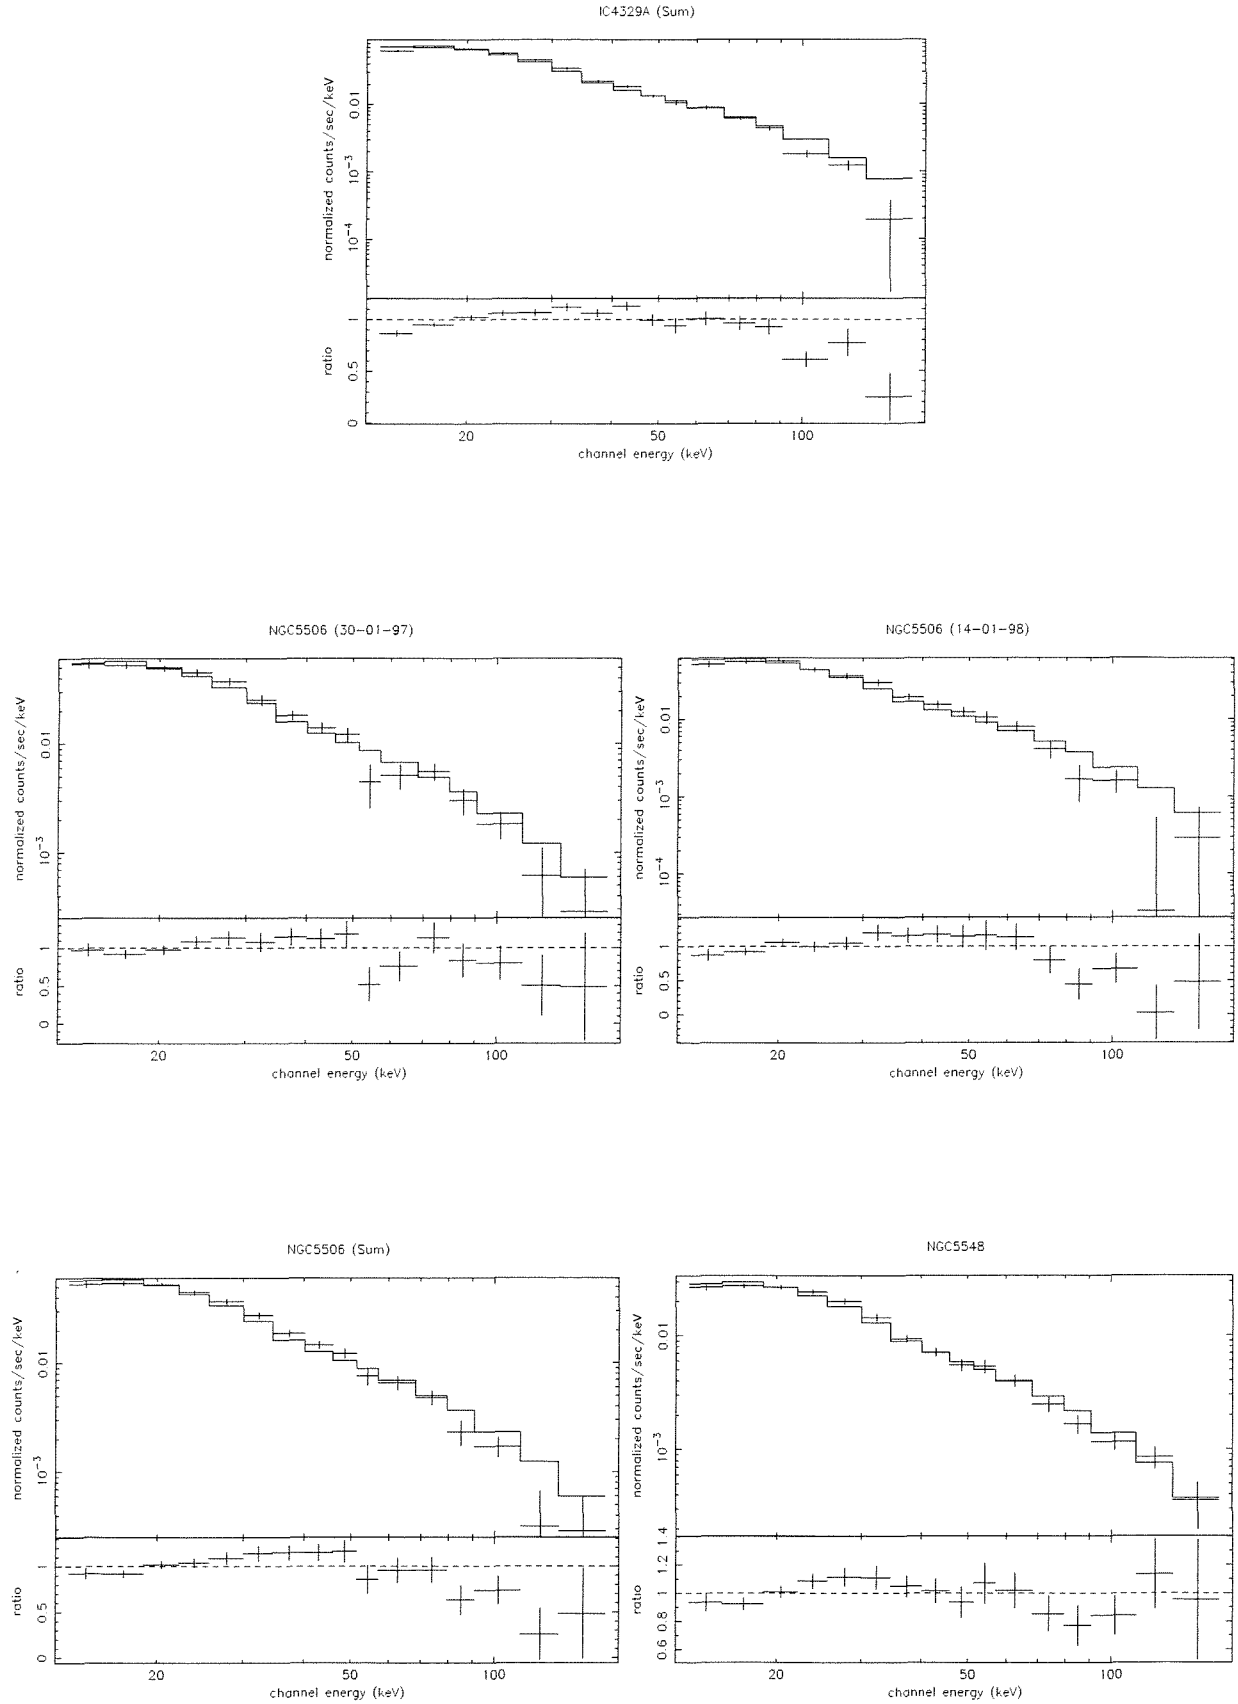 IC4329A (Sum)
normalized counts/sec/keV
0.01
10−3
10−4
ratio
1
0.5
0
20 50 100
channel energy (keV)
NGC5506 (30−01−97)
normalized counts/sec/keV
0.01
10−3
ratio
1
0.5
0
20 50 100
channel energy (keV)
NGC5506 (14−01−98)
normalized counts/sec/keV
0.01
10−3
10−4
ratio
1
0.5
0
20 50 100
channel energy (keV)
NGC5506 (Sum)
normalized counts/sec/keV
0.01
10−3
ratio
1
0.5
0
20 50 100
channel energy (keV)
NGC5548
normalized counts/sec/keV
0.01
10−3
ratio
1.4
1.2
1
0.8
0.6
20 50 100
channel energy (keV)